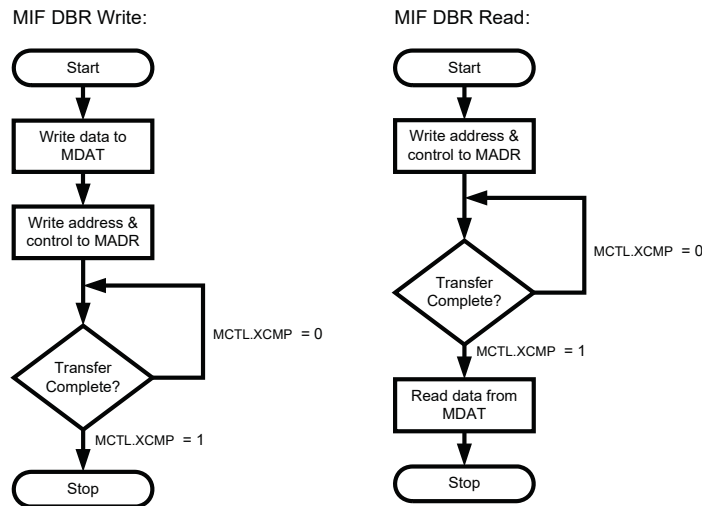 MIF DBR Write:
Start
Write data to
MDAT
Write address &
control to MADR
MCTL.XCMP = 0
Transfer
Complete?
MCTL.XCMP = 1
Stop
MIF DBR Read:
Start
Write address &
control to MADR
MCTL.XCMP = 0
Transfer
Complete?
MCTL.XCMP = 1
Read data from
MDAT
Stop